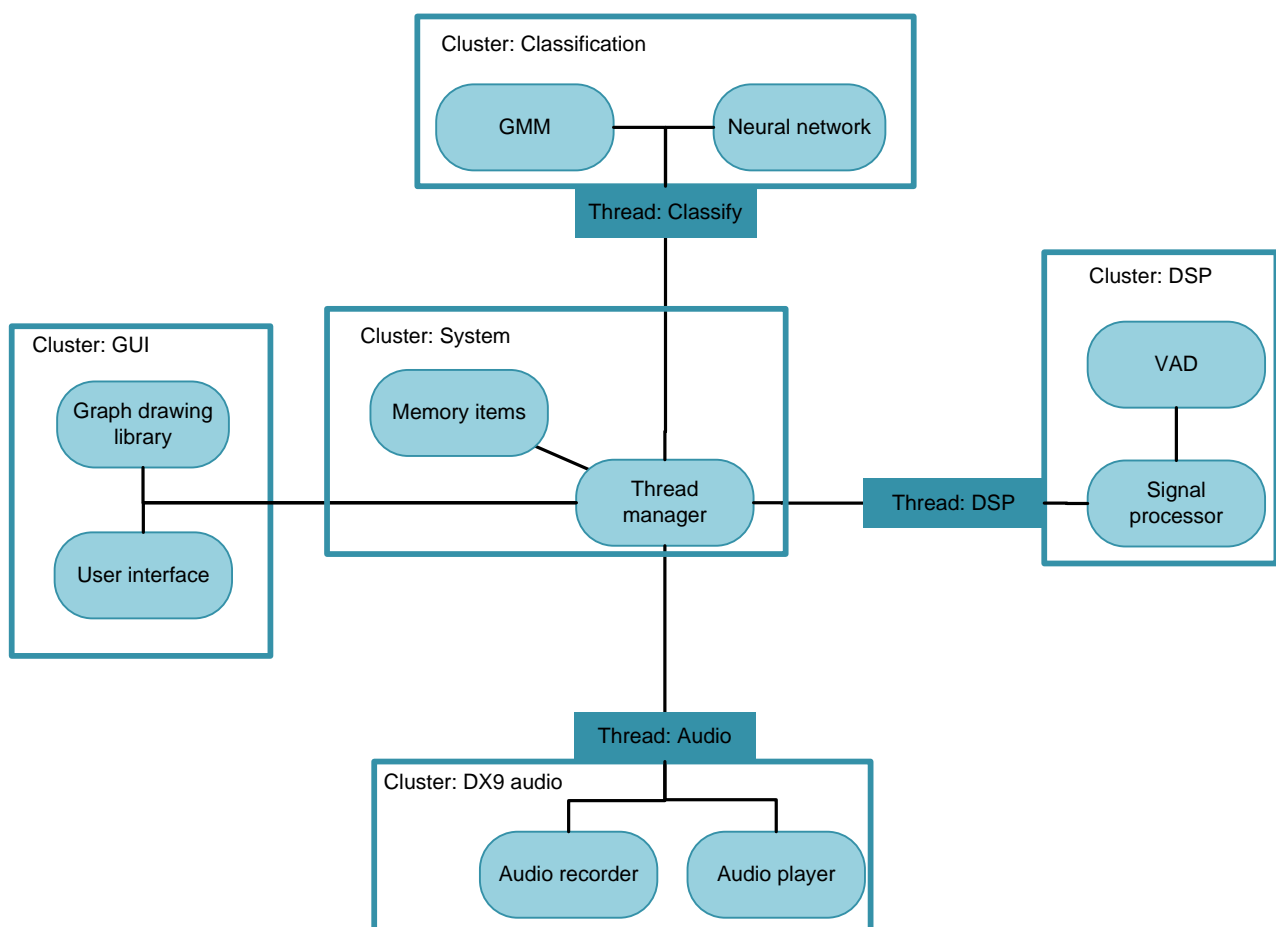 Cluster: Classification
GMM
Neural network
Thread: Classify
Cluster: DSP
VAD
Signal
processor
Cluster: System
Memory items
Thread
manager
Thread: DSP
Cluster: GUI
Graph drawing
library
User interface
Thread: Audio
Cluster: DX9 audio
Audio recorder
Audio player